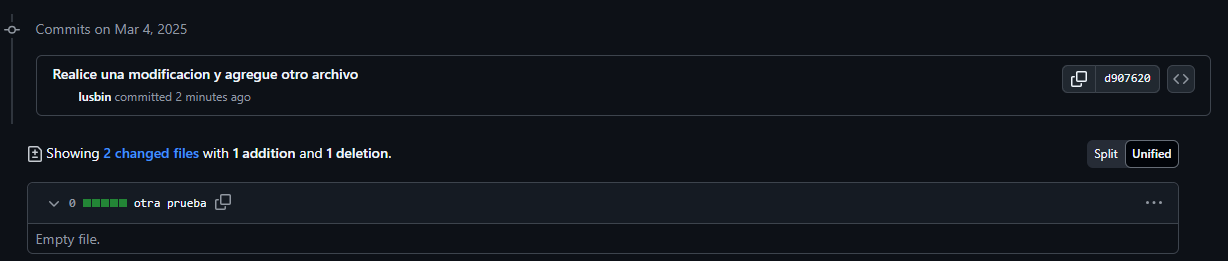 Commits on Mar 4, 2025
Realice una modificacion y agregue otro archivo
d907620
lusbin committed 2 minutes ago
Showing 2 changed files with 1 addition and 1 deletion.
Split
Unified
0
otra prueba
Empty file.